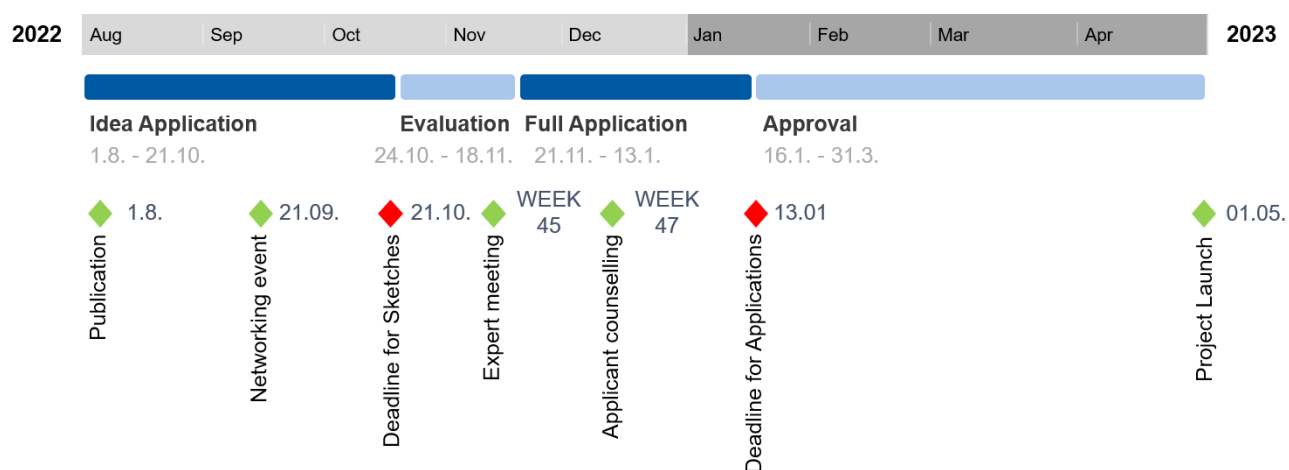 2022 Aug Sep Oct Nov Dec Jan Feb Mar Apr 2023
Idea Application Evaluation Full Application Approval
1.8. - 21.10. 24.10. - 18.11. 21.11. - 13.1. 16.1. - 31.3.
1.8. 21.09. 21.10. WEEK 45 WEEK 47 13.01 01.05.
Publication
Networking event
Deadline for Sketches
Expert meeting
Applicant counselling
Deadline for Applications
Project Launch